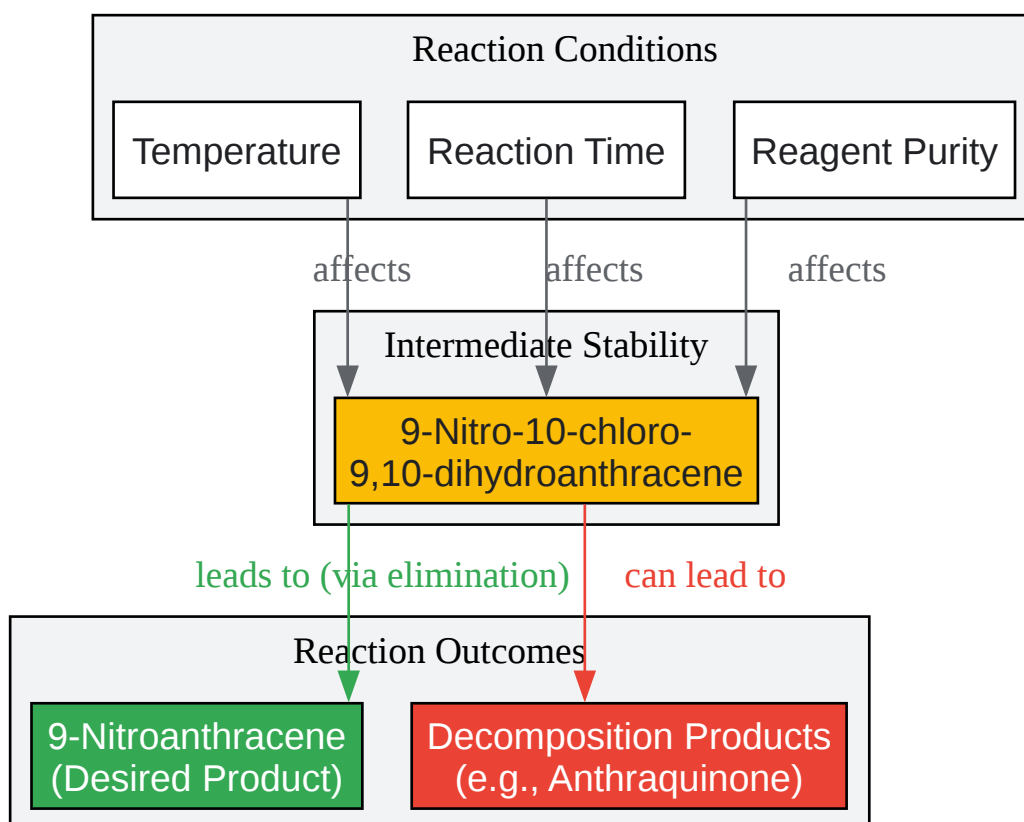 Reaction Conditions
Temperature
Reaction Time
Reagent Purity
affects
affects
affects
Intermediate Stability
9-Nitro-10-chloro-
9,10-dihydroanthracene
leads to (via elimination)
can lead to
Reaction Outcomes
9-Nitroanthracene
(Desired Product)
Decomposition Products
(e.g., Anthraquinone)